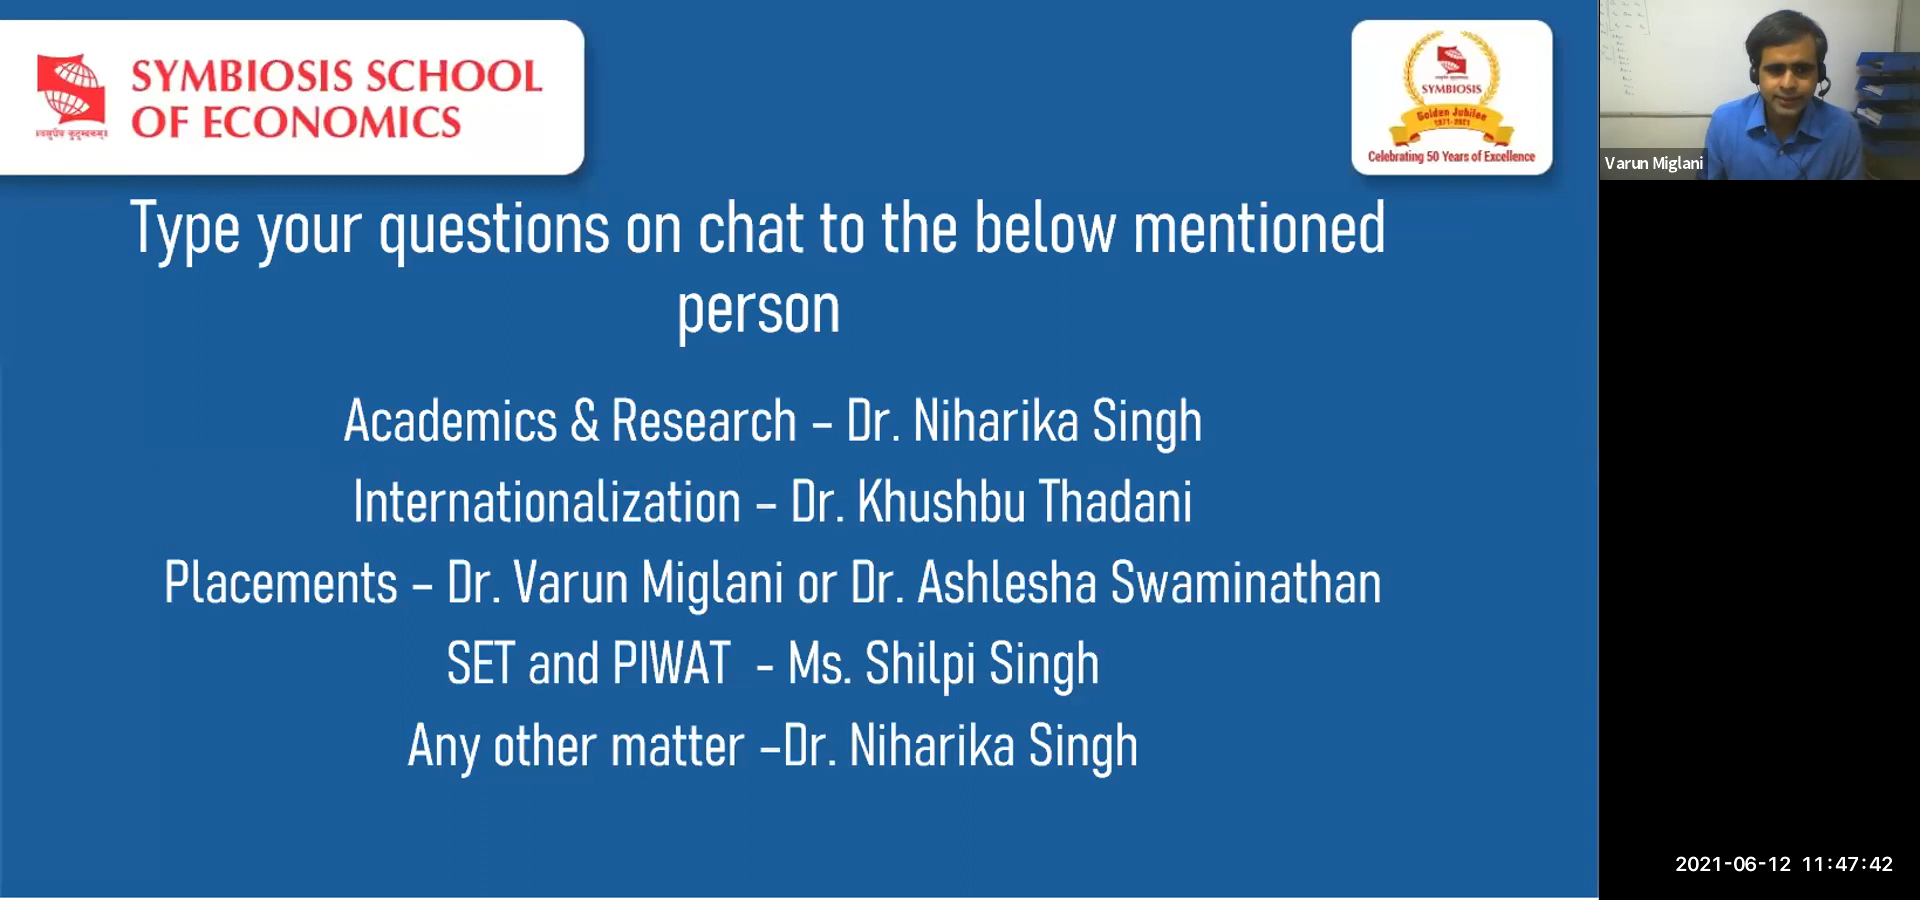 SYMBIOSIS SCHOOL
OF ECONOMICS
॥वसुधैव कुटुम्बकम्॥
SYMBIOSIS
Golden Jubilee
1971-2021
Celebrating 50 Years of Excellence
Varun Miglani
Type your questions on chat to the below mentioned
person
Academics & Research – Dr. Niharika Singh
Internationalization – Dr. Khushbu Thadani
Placements – Dr. Varun Miglani or Dr. Ashlesha Swaminathan
SET and PIWAT - Ms. Shilpi Singh
Any other matter –Dr. Niharika Singh
2021-06-12 11:47:42